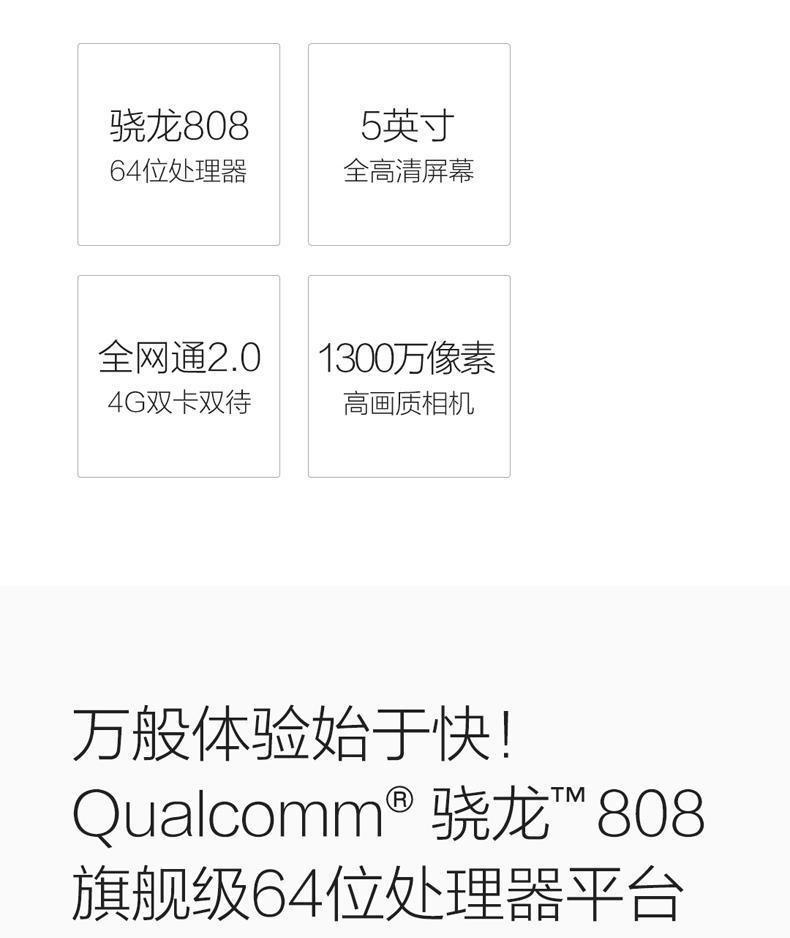 骁龙808
64位处理器
5英寸
全高清屏幕
全网通2.0
4G双卡双待
1300万像素
高画质相机
万般体验始于快！
Qualcomm® 骁龙™ 808
旗舰级64位处理器平台